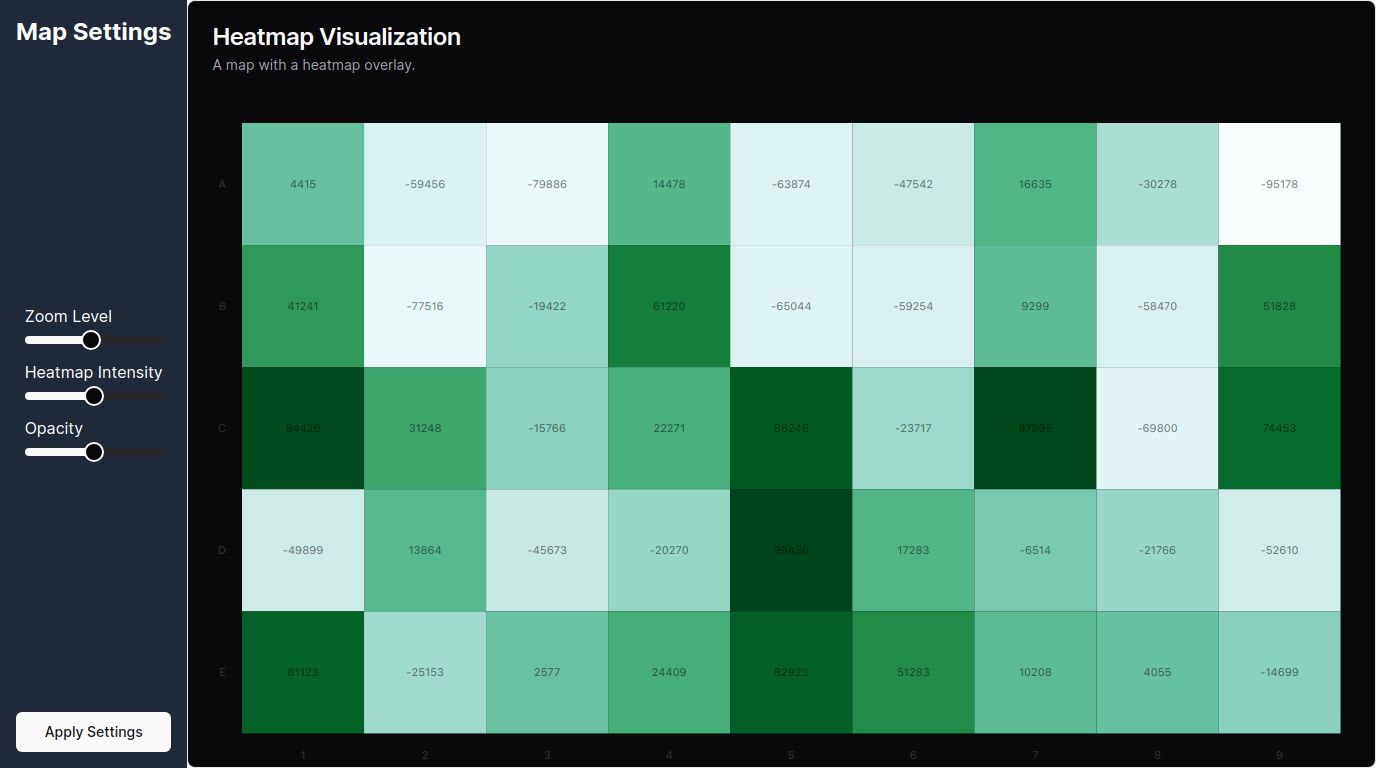 Map Settings
Zoom Level
Heatmap Intensity
Opacity
Apply Settings
Heatmap Visualization
A map with a heatmap overlay.
A 4415 -59456 -79886 14478 -63874 -47542 16635 -30278 -95178
B 41241 -77516 -19422 61220 -65044 -59254 9299 -58470 51828
C 94426 31248 -15766 22271 86246 -23717 97595 -69800 74453
D -49899 13864 -45673 -20270 99430 17283 -6514 -21766 -52610
E 81123 -25153 2577 24409 82923 51283 10208 4055 -14699
1 2 3 4 5 6 7 8 9